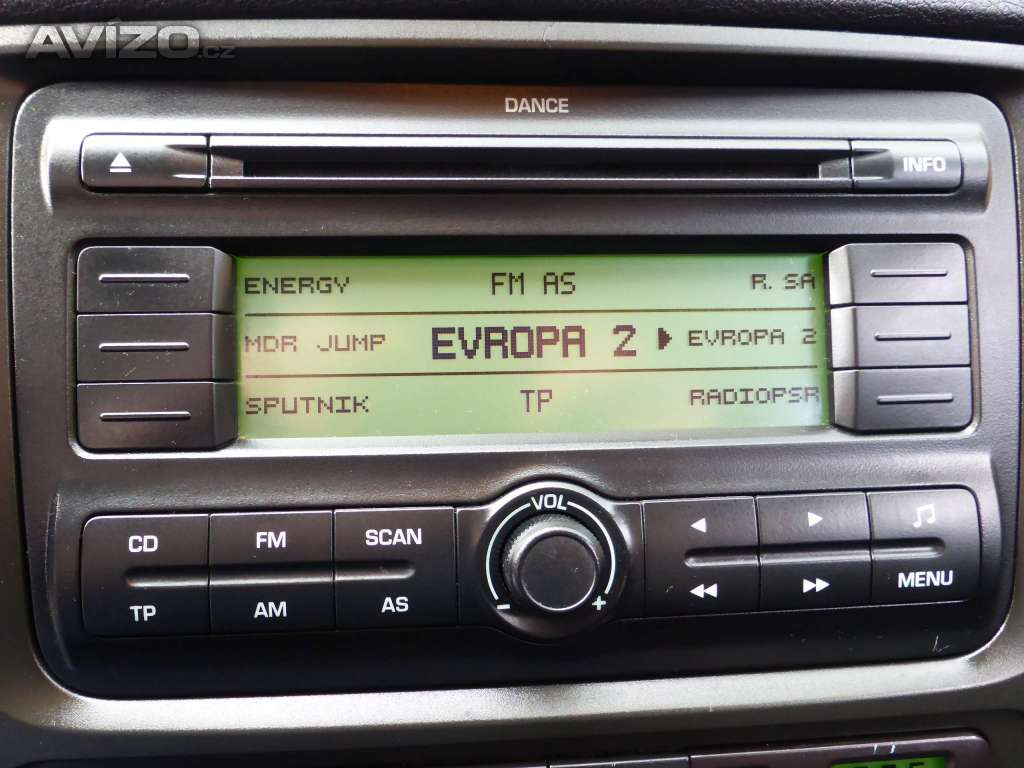 AVÍZO.cz
DANCE
INFO
ENERGY FM AS R. SA
MDR JUMP EVROPA 2 EVROPA 2
SPUTNIK TP RADIOPSR
VOL
CD FM SCAN
TP AM AS - + MENU